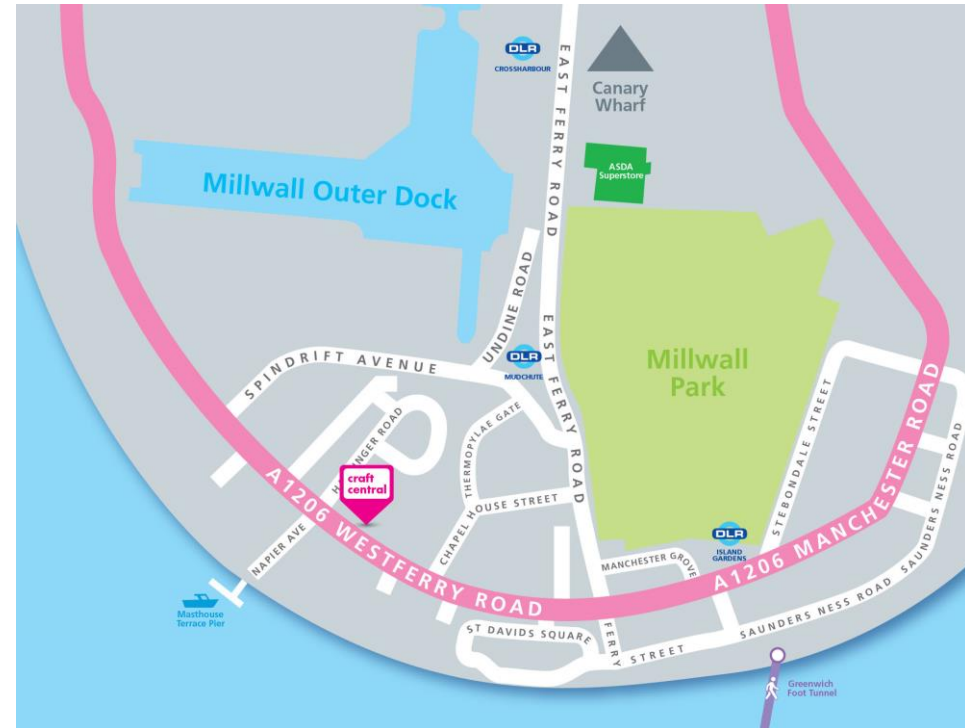 DLR
CROSSHARBOUR
EAST FERRY ROAD
Canary
Wharf
ASDA
Superstore
Millwall Outer Dock
UNDINE ROAD
EAST FERRY ROAD
SPINDRIFT AVENUE
DLR
MUDCHUTE
Millwall
Park
THERMOPYLAE GATE
craft
central
CHAPEL HOUSE STREET
STEBONDALE STREET
A1206 WESTFERRY ROAD
A1206 MANCHESTER ROAD
SAUNDERS NESS ROAD
NAPIER AVE
DLR
ISLAND
GARDENS
MANCHESTER GROVE
Masthouse
Terrace Pier
ST DAVIDS SQUARE
FERRY STREET
SAUNDERS NESS ROAD
Greenwich
Foot Tunnel